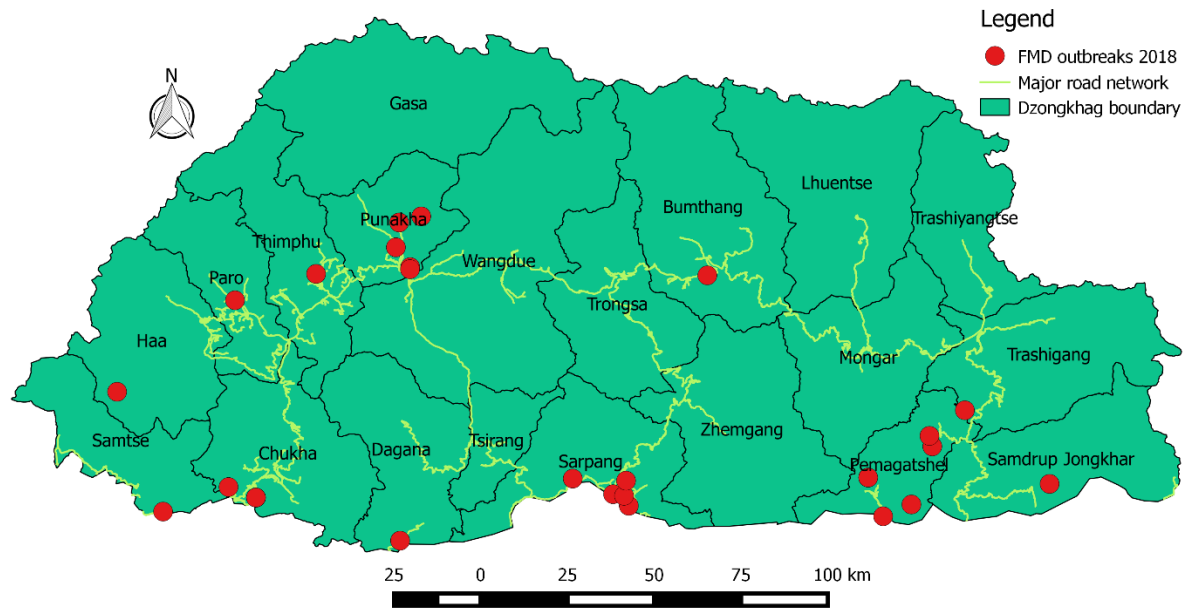 Legend
FMD outbreaks 2018
Major road network
Dzongkhag boundary
N
Gasa
Lhuentse
Bumthang
Trashiyangtse
Punakha
Thimphu
Wangdue
Paro
Trongsa
Haa
Mongar
Trashigang
Samtse
Chukha
Dagana
Tsirang
Zhemgang
Sarpang
Pemagatshel
Samdrup Jongkhar
25 0 25 50 75 100 km